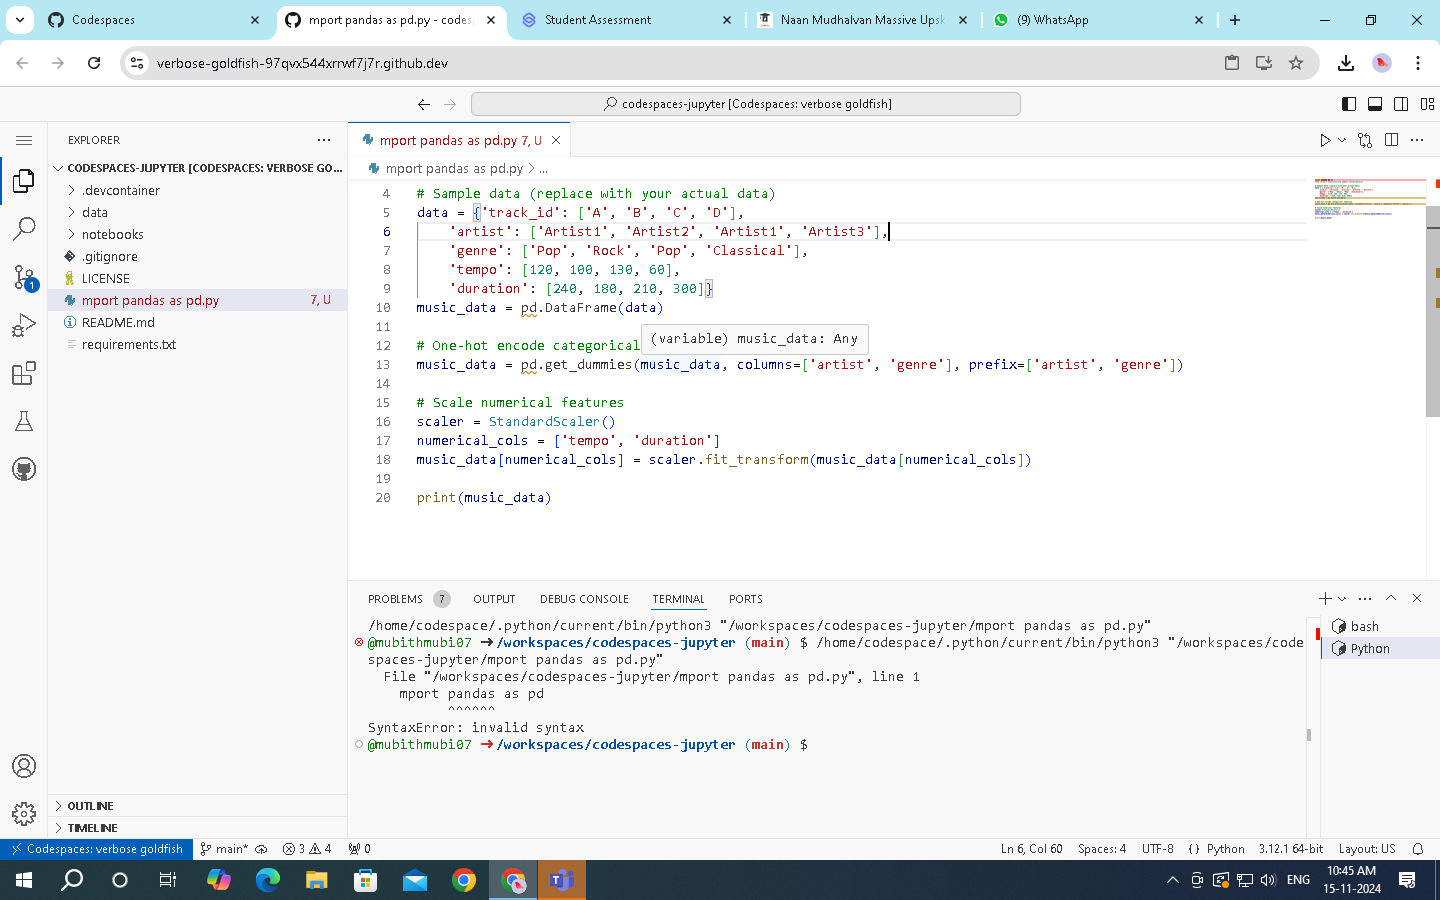 Codespaces
mport pandas as pd.py - codes
Student Assessment
Naan Mudhalvan Massive Upsk
(9) WhatsApp
verbose-goldfish-97qvx544xrrwf7j7r.github.dev
codespaces-jupyter [Codespaces: verbose goldfish]
EXPLORER
CODESPACES-JUPYTER [CODESPACES: VERBOSE GO...
.devcontainer
data
notebooks
.gitignore
LICENSE
mport pandas as pd.py 7, U
README.md
requirements.txt
OUTLINE
TIMELINE
1
mport pandas as pd.py 7, U
mport pandas as pd.py > ...
4 # Sample data (replace with your actual data)
5 data = {'track_id': ['A', 'B', 'C', 'D'],
6 'artist': ['Artist1', 'Artist2', 'Artist1', 'Artist3'],
7 'genre': ['Pop', 'Rock', 'Pop', 'Classical'],
8 'tempo': [120, 100, 130, 60],
9 'duration': [240, 180, 210, 300]}
10 music_data = pd.DataFrame(data)
11
(variable) music_data: Any
12 # One-hot encode categorical
13 music_data = pd.get_dummies(music_data, columns=['artist', 'genre'], prefix=['artist', 'genre'])
14
15 # Scale numerical features
16 scaler = StandardScaler()
17 numerical_cols = ['tempo', 'duration']
18 music_data[numerical_cols] = scaler.fit_transform(music_data[numerical_cols])
19
20 print(music_data)
PROBLEMS 7 OUTPUT DEBUG CONSOLE TERMINAL PORTS
/home/codespace/.python/current/bin/python3 "/workspaces/codespaces-jupyter/mport pandas as pd.py"
@mubithmubi07 ➜/workspaces/codespaces-jupyter (main) $ /home/codespace/.python/current/bin/python3 "/workspaces/code
spaces-jupyter/mport pandas as pd.py"
File "/workspaces/codespaces-jupyter/mport pandas as pd.py", line 1
mport pandas as pd
^^^^^^
SyntaxError: invalid syntax
@mubithmubi07 ➜/workspaces/codespaces-jupyter (main) $
bash
Python
Codespaces: verbose goldfish main* 3 4 0 Ln 6, Col 60 Spaces: 4 UTF-8 {} Python 3.12.1 64-bit Layout: US
ENG
10:45 AM
15-11-2024